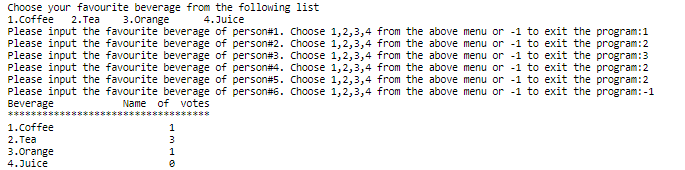 Choose your favourite beverage from the following list
1.Coffee   2.Tea    3.Orange      4.Juice
Please input the favourite beverage of person#1. Choose 1,2,3,4 from the above menu or -1 to exit the program:1
Please input the favourite beverage of person#2. Choose 1,2,3,4 from the above menu or -1 to exit the program:2
Please input the favourite beverage of person#3. Choose 1,2,3,4 from the above menu or -1 to exit the program:3
Please input the favourite beverage of person#4. Choose 1,2,3,4 from the above menu or -1 to exit the program:2
Please input the favourite beverage of person#5. Choose 1,2,3,4 from the above menu or -1 to exit the program:2
Please input the favourite beverage of person#6. Choose 1,2,3,4 from the above menu or -1 to exit the program:-1
Beverage            Name  of  votes
***********************************
1.Coffee                    1
2.Tea                       3
3.Orange                    1
4.Juice                     0